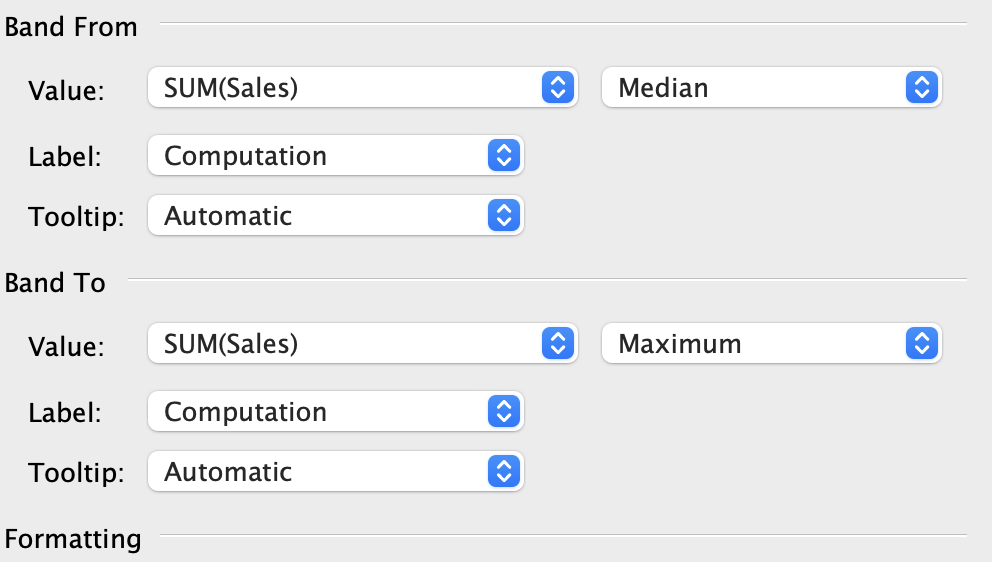 Band From
Value: SUM(Sales) Median
Label: Computation
Tooltip: Automatic
Band To
Value: SUM(Sales) Maximum
Label: Computation
Tooltip: Automatic
Formatting